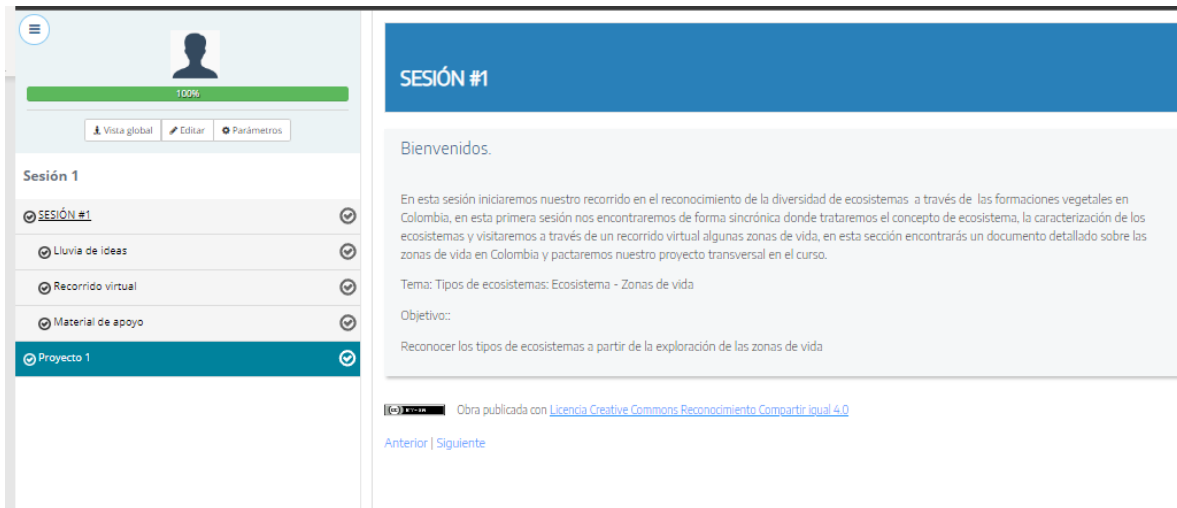 100%
Vista global
Editar
Parámetros
Sesión 1
SESIÓN #1
Lluvia de ideas
Recorrido virtual
Material de apoyo
Proyecto 1
SESIÓN #1
Bienvenidos.
En esta sesión iniciaremos nuestro recorrido en el reconocimiento de la diversidad de ecosistemas a través de las formaciones vegetales en
Colombia, en esta primera sesión nos encontraremos de forma sincrónica donde trataremos el concepto de ecosistema, la caracterización de los
ecosistemas y visitaremos a través de un recorrido virtual algunas zonas de vida, en esta sección encontrarás un documento detallado sobre las
zonas de vida en Colombia y pactaremos nuestro proyecto transversal en el curso.
Tema: Tipos de ecosistemas: Ecosistema - Zonas de vida
Objetivo::
Reconocer los tipos de ecosistemas a partir de la exploración de las zonas de vida
(cc) BY-SA
Obra publicada con Licencia Creative Commons Reconocimiento Compartir igual 4.0
Anterior | Siguiente